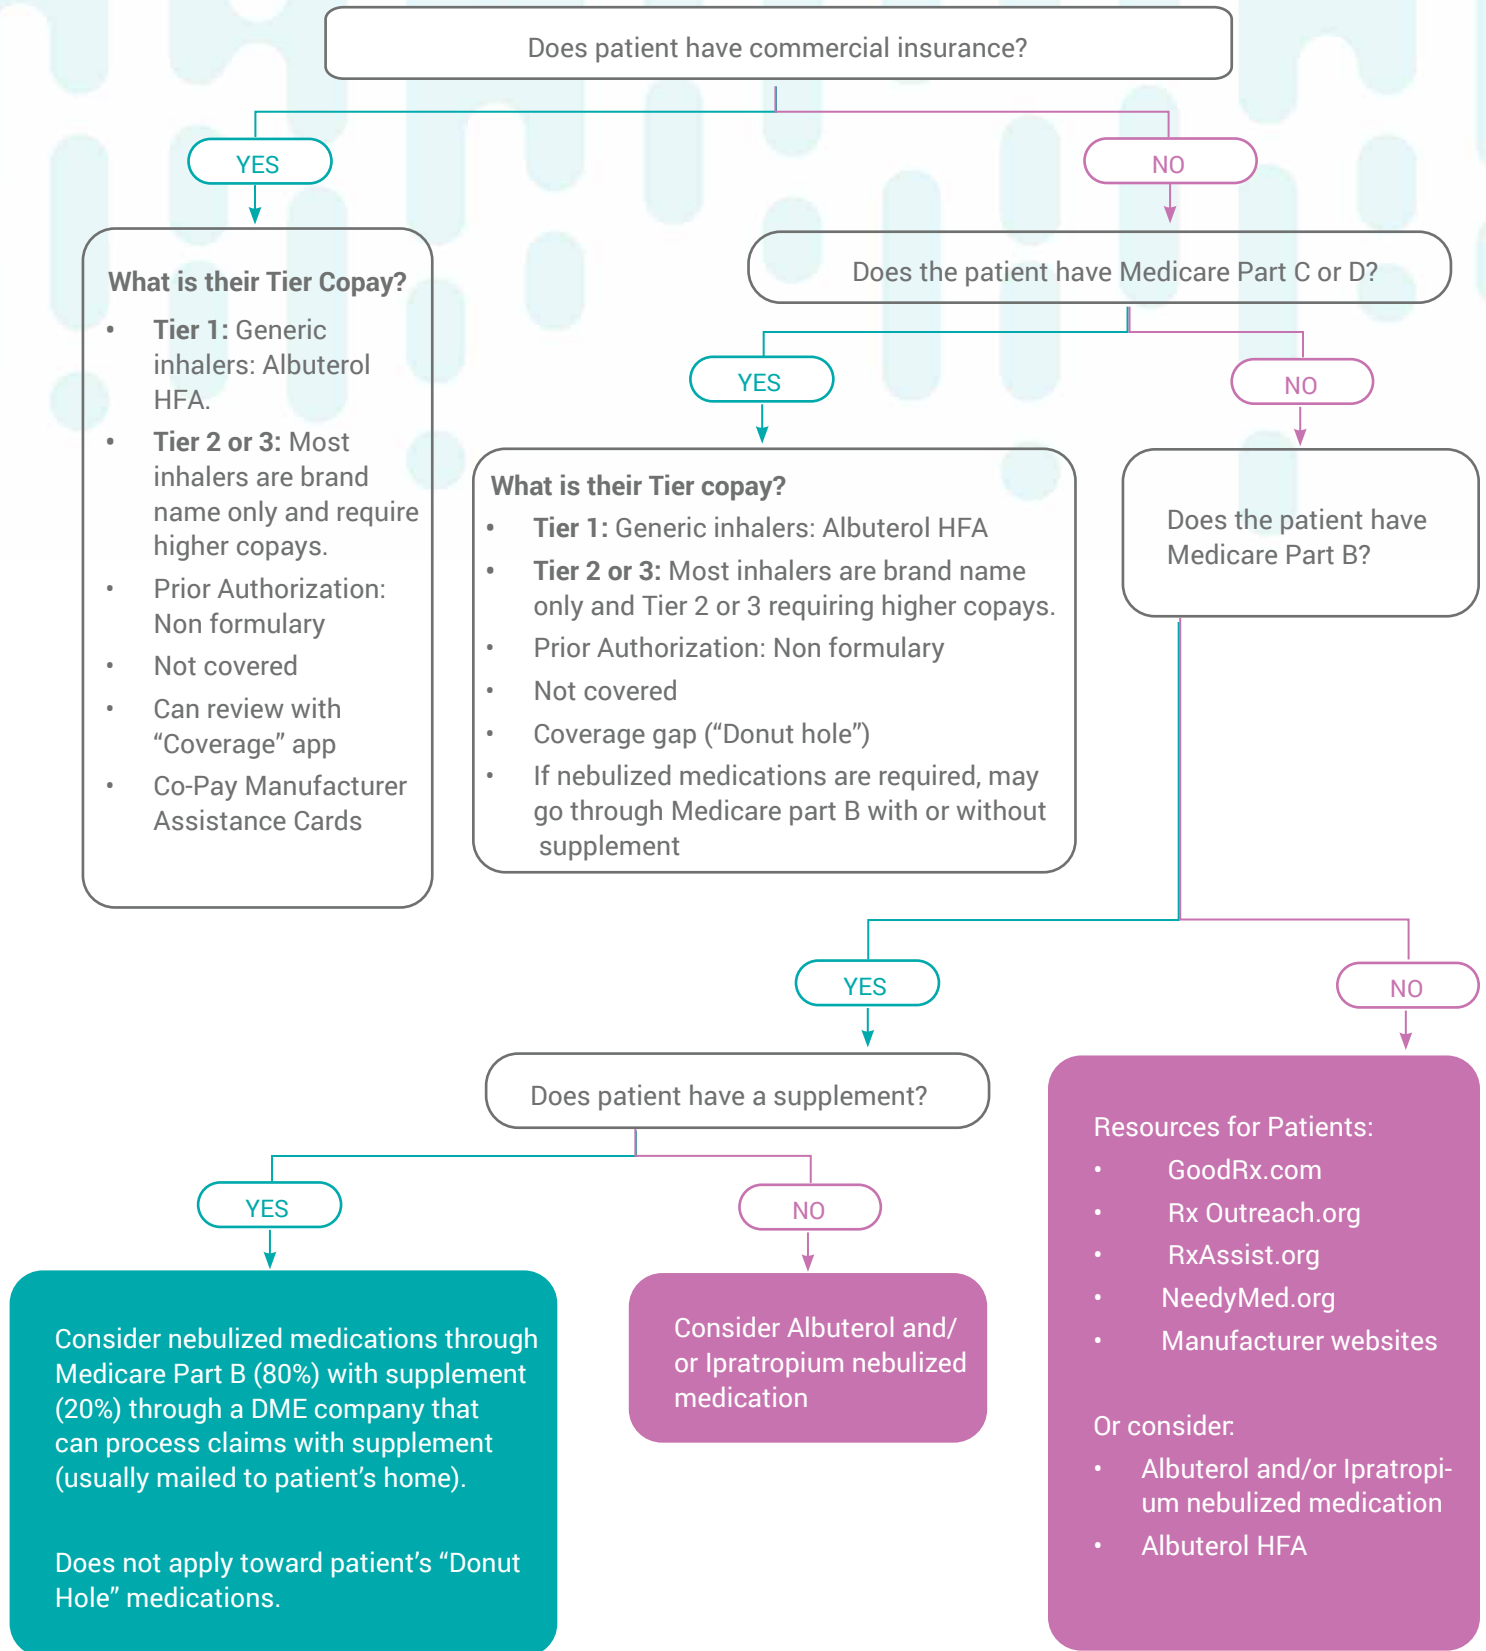 Does patient have commercial insurance?
YES
NO
What is their Tier Copay?
• Tier 1: Generic
inhalers: Albuterol
HFA.
• Tier 2 or 3: Most
inhalers are brand
name only and require
higher copays.
• Prior Authorization:
Non formulary
• Not covered
• Can review with
“Coverage” app
• Co-Pay Manufacturer
Assistance Cards
Does the patient have Medicare Part C or D?
YES
NO
What is their Tier copay?
• Tier 1: Generic inhalers: Albuterol HFA
• Tier 2 or 3: Most inhalers are brand name
only and Tier 2 or 3 requiring higher copays.
• Prior Authorization: Non formulary
• Not covered
• Coverage gap (“Donut hole”)
• If nebulized medications are required, may
go through Medicare part B with or without
supplement
Does the patient have
Medicare Part B?
YES
NO
Does patient have a supplement?
YES
NO
Consider nebulized medications through
Medicare Part B (80%) with supplement
(20%) through a DME company that
can process claims with supplement
(usually mailed to patient’s home).
Does not apply toward patient’s “Donut
Hole” medications.
Consider Albuterol and/
or Ipratropium nebulized
medication
Resources for Patients:
• GoodRx.com
• Rx Outreach.org
• RxAssist.org
• NeedyMed.org
• Manufacturer websites
Or consider:
• Albuterol and/or Ipratropi-
um nebulized medication
• Albuterol HFA